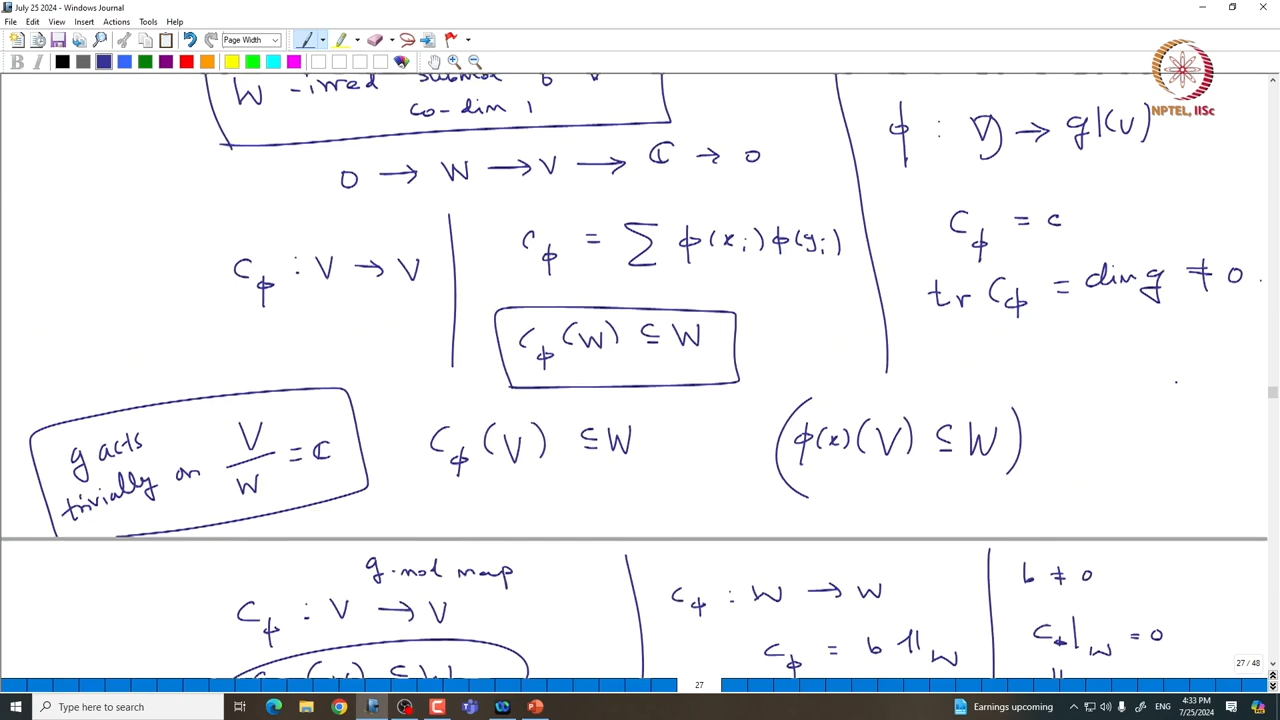 July 25 2024 - Windows Journal
File Edit View Insert Actions Tools Help
Page Width
B I
NPTEL, IISc
W - irred submod
co-dim 1
0 → W → V → ℂ → 0
ϕ : g → gl(V)
C_ϕ : V → V
C_ϕ = ∑ ϕ(x_i) ϕ(y_i)
C_ϕ = c
tr C_ϕ = dim g ≠ 0.
C_ϕ (W) ⊆ W
g acts trivially on V/W = ℂ
C_ϕ (V) ⊆ W
(ϕ(x)(V) ⊆ W)
g-mod map
C_ϕ : V → V
C_ϕ : W → W
C_ϕ = b 1_W
b ≠ 0
C_ϕ|_W = 0
27 / 48
27
Type here to search
Earnings upcoming
4:33 PM
7/25/2024